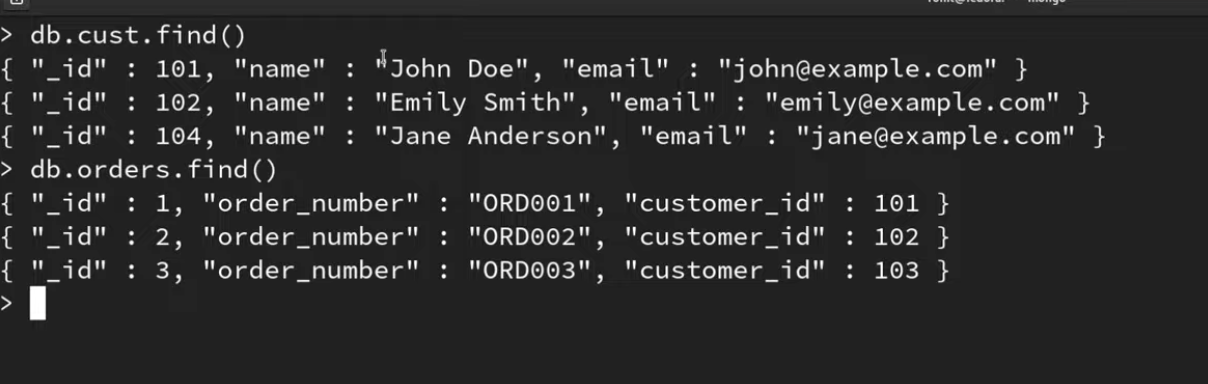 > db.cust.find()
{ "_id" : 101, "name" : "John Doe", "email" : "john@example.com" }
{ "_id" : 102, "name" : "Emily Smith", "email" : "emily@example.com" }
{ "_id" : 104, "name" : "Jane Anderson", "email" : "jane@example.com" }
> db.orders.find()
{ "_id" : 1, "order_number" : "ORD001", "customer_id" : 101 }
{ "_id" : 2, "order_number" : "ORD002", "customer_id" : 102 }
{ "_id" : 3, "order_number" : "ORD003", "customer_id" : 103 }
>